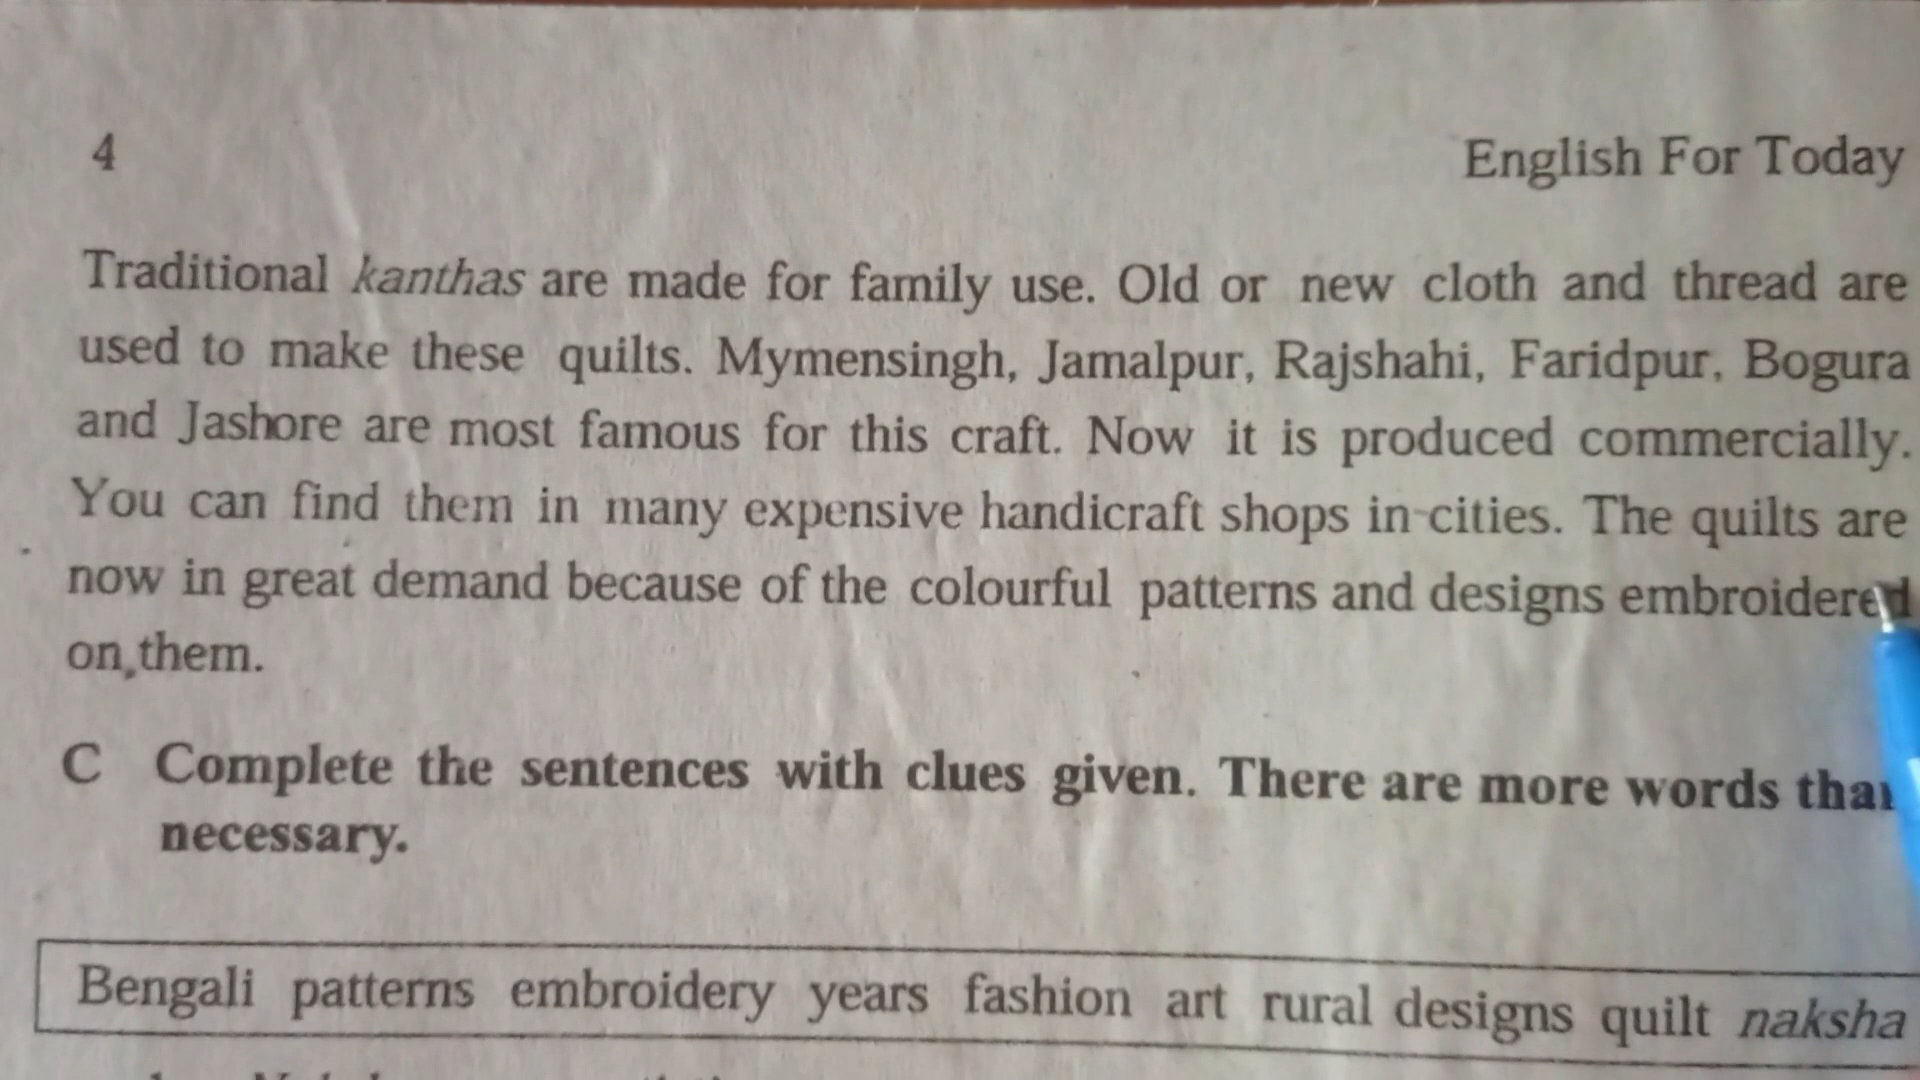 4
English For Today
Traditional kanthas are made for family use. Old or new cloth and thread are
used to make these quilts. Mymensingh, Jamalpur, Rajshahi, Faridpur, Bogura
and Jashore are most famous for this craft. Now it is produced commercially.
You can find them in many expensive handicraft shops in cities. The quilts are
now in great demand because of the colourful patterns and designs embroidered
on them.
C Complete the sentences with clues given. There are more words than
necessary.
Bengali patterns embroidery years fashion art rural designs quilt naksha